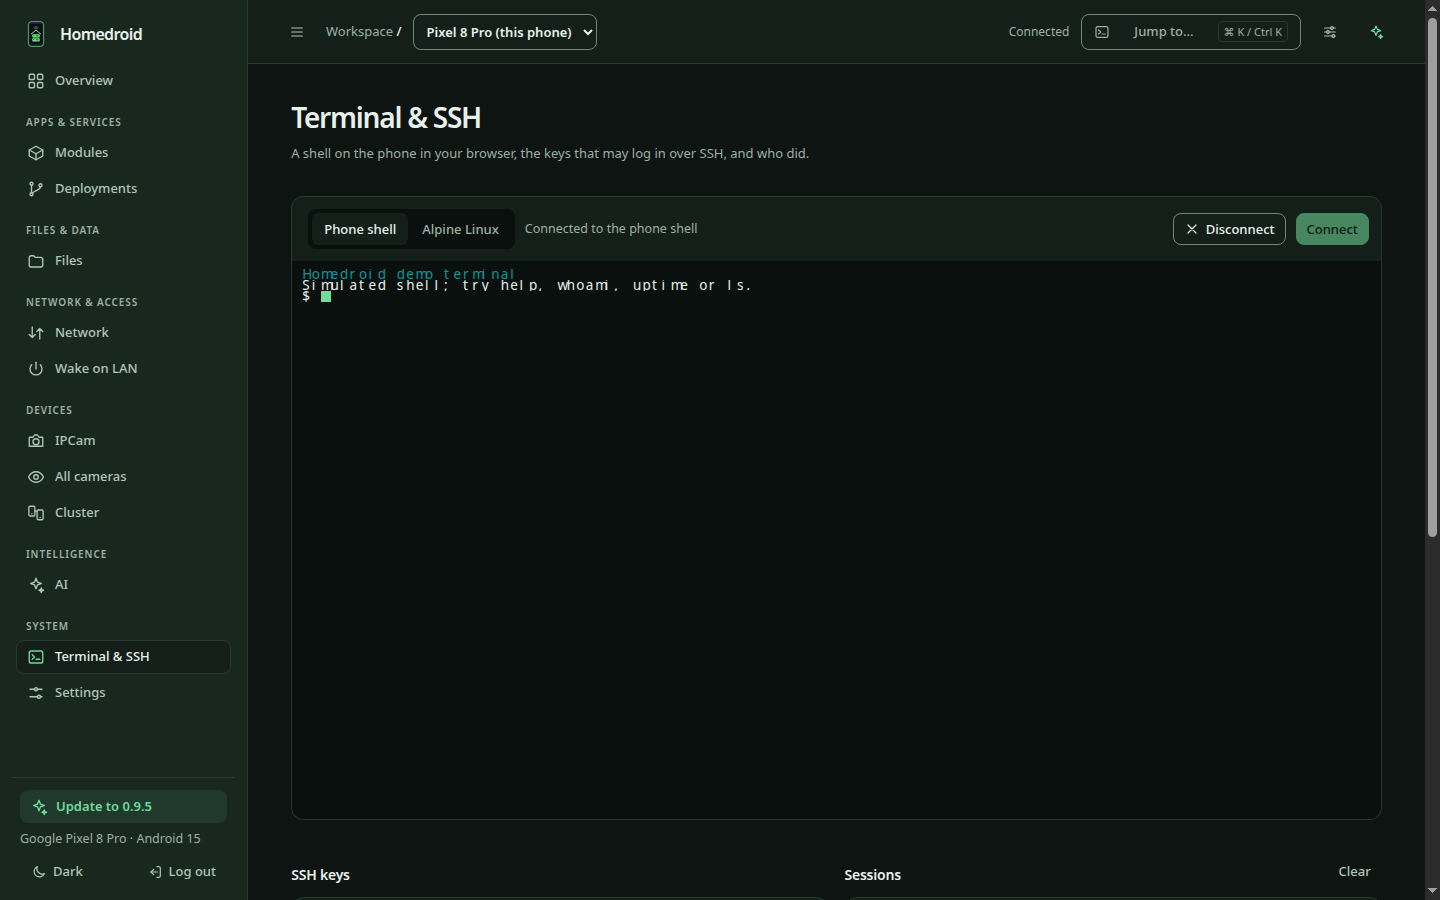 Homedroid
Overview
APPS & SERVICES
Modules
Deployments
FILES & DATA
Files
NETWORK & ACCESS
Network
Wake on LAN
DEVICES
IPCam
All cameras
Cluster
INTELLIGENCE
AI
SYSTEM
Terminal & SSH
Settings
Update to 0.9.5
Google Pixel 8 Pro · Android 15
Dark
Log out
Workspace /
Pixel 8 Pro (this phone)
Connected
Jump to...
⌘ K / Ctrl K
Terminal & SSH
A shell on the phone in your browser, the keys that may log in over SSH, and who did.
Phone shell
Alpine Linux
Connected to the phone shell
Disconnect
Connect
Homedroid demo terminal
Simulated shell; try help, whoami, uptime or ls.
$
SSH keys
Sessions
Clear